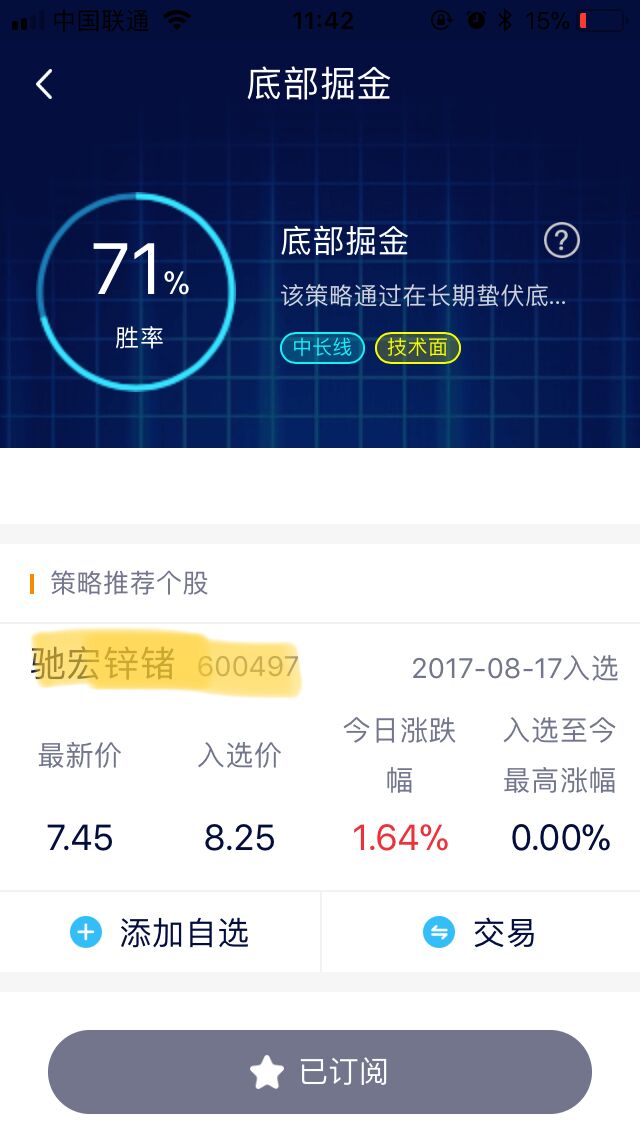 中国联通 11:42 15%
底部掘金
71%
胜率
底部掘金 ?
该策略通过在长期蛰伏底...
中长线 技术面
策略推荐个股
驰宏锌锗 600497 2017-08-17入选
最新价 入选价 今日涨跌幅 入选至今最高涨幅
7.45 8.25 1.64% 0.00%
添加自选 交易
已订阅